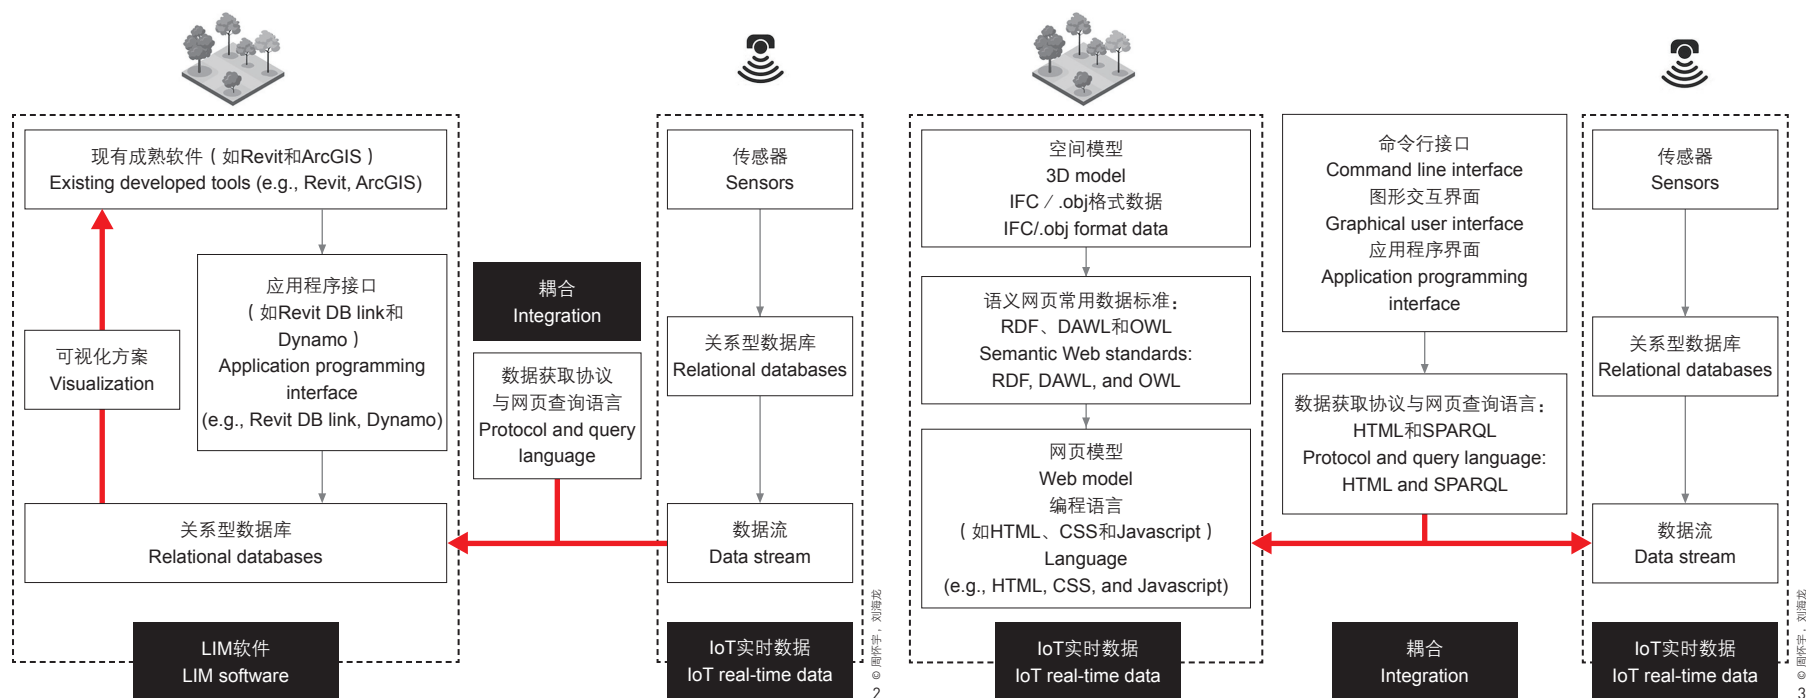 现有成熟软件（如Revit和ArcGIS）
Existing developed tools (e.g., Revit, ArcGIS)
应用程序接口
（如Revit DB link和
Dynamo）
Application programming
interface
(e.g., Revit DB link, Dynamo)
可视化方案
Visualization
关系型数据库
Relational databases
LIM软件
LIM software
耦合
Integration
数据获取协议
与网页查询语言
Protocol and query
language
传感器
Sensors
关系型数据库
Relational databases
数据流
Data stream
IoT实时数据
IoT real-time data
© 周怀宇，刘海龙
2
空间模型
3D model
IFC／.obj格式数据
IFC/.obj format data
语义网页常用数据标准：
RDF、DAWL和OWL
Semantic Web standards:
RDF, DAWL, and OWL
网页模型
Web model
编程语言
（如HTML、CSS和Javascript）
Language
(e.g., HTML, CSS, and Javascript)
IoT实时数据
IoT real-time data
命令行接口
Command line interface
图形交互界面
Graphical user interface
应用程序界面
Application programming
interface
数据获取协议与网页查询语言：
HTML和SPARQL
Protocol and query language:
HTML and SPARQL
耦合
Integration
传感器
Sensors
关系型数据库
Relational databases
数据流
Data stream
IoT实时数据
IoT real-time data
© 周怀宇，刘海龙
3